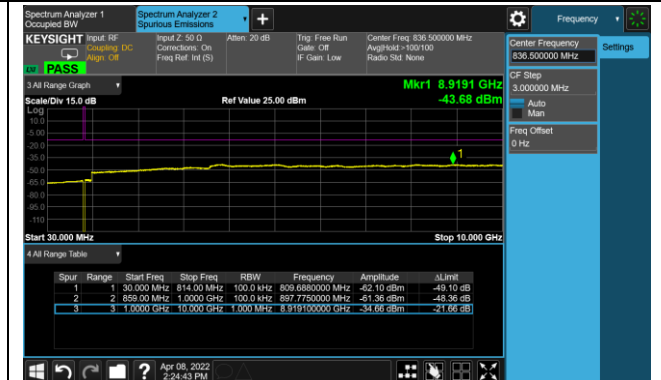 Spectrum Analyzer 1
Occupied BW
Spectrum Analyzer 2
Spurious Emissions
Frequency
KEYSIGHT
Input: RF
Coupling: DC
Align: Off
Input Z: 50 Ω
Corrections: On
Freq Ref: Int (S)
Atten: 20 dB
Trig: Free Run
Gate: Off
IF Gain: Low
Center Freq: 836.500000 MHz
Avg|Hold:>100/100
Radio Std: None
PASS
Center Frequency
836.500000 MHz
Settings
CF Step
3.000000 MHz
Auto
Man
Freq Offset
0 Hz
3 All Range Graph
Mkr1 8.9191 GHz
-43.68 dBm
Scale/Div 15.0 dB
Ref Value 25.00 dBm
Log
10.0
-5.00
-20.0
-35.0
-50.0
-65.0
-80.0
-95.0
-110
1
Start 30.000 MHz
Stop 10.000 GHz
4 All Range Table
Spur Range Start Freq Stop Freq RBW Frequency Amplitude ΔLimit
1 1 30.000 MHz 814.00 MHz 100.0 kHz 809.6880000 MHz -62.10 dBm -49.10 dB
2 2 859.00 MHz 1.0000 GHz 100.0 kHz 897.7750000 MHz -61.36 dBm -48.36 dB
3 3 1.0000 GHz 10.000 GHz 1.000 MHz 8.919100000 GHz -34.66 dBm -21.66 dB
Apr 08, 2022
2:24:43 PM